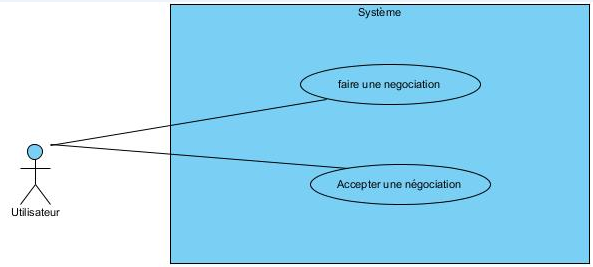 Système
faire une negociation
Accepter une négociation
Utilisateur